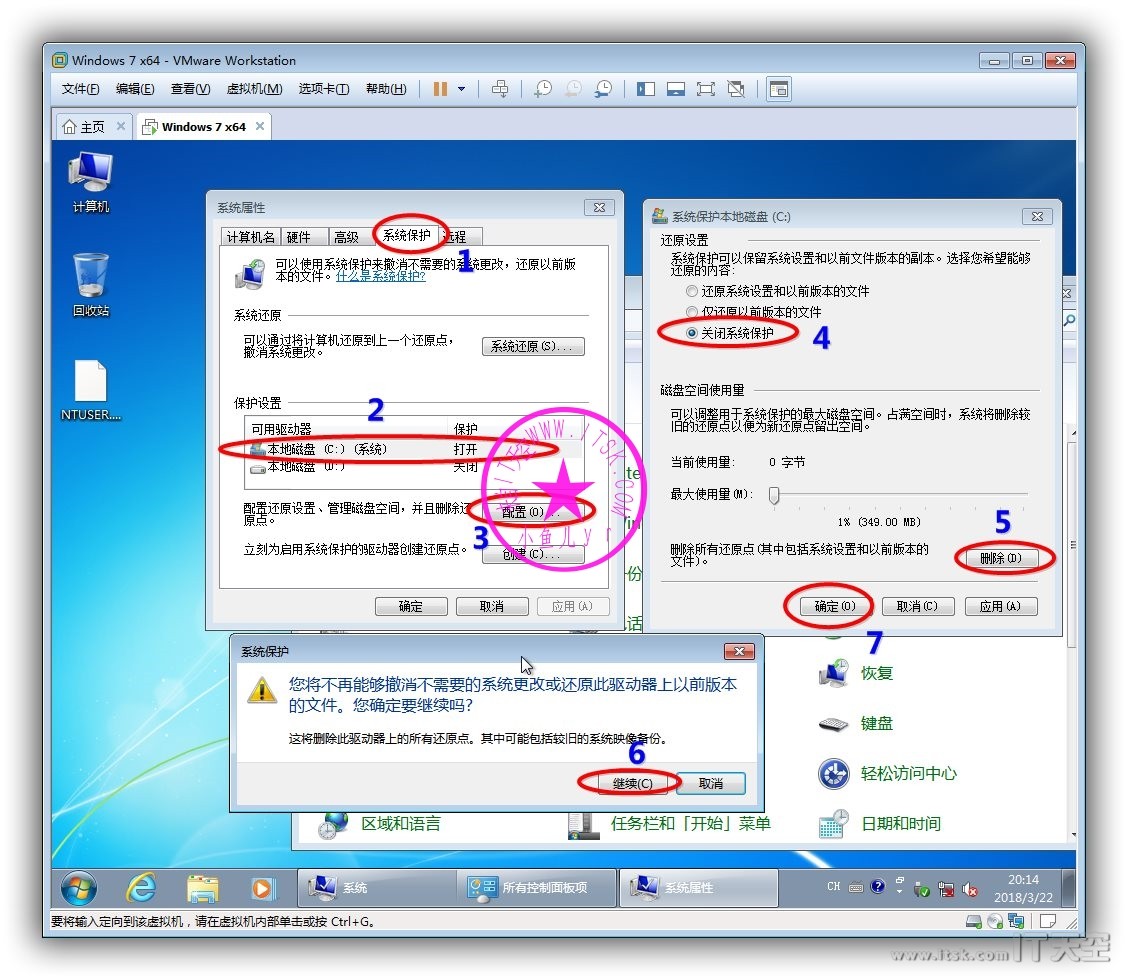 Windows 7 x64 - VMware Workstation
文件(F) 编辑(E) 查看(V) 虚拟机(M) 选项卡(T) 帮助(H)
主页 Windows 7 x64
计算机
回收站
NTUSER....
系统属性
计算机名 硬件 高级 系统保护 远程
1
可以使用系统保护来撤消不需要的系统更改，还原以前版
本的文件。 什么是系统保护?
系统还原
可以通过将计算机还原到上一个还原点，
撤消系统更改。
系统还原(S)...
保护设置
2
可用驱动器 保护
本地磁盘 (C:) (系统) 打开
本地磁盘 (D:) 关闭
配置还原设置、管理磁盘空间，并且删除还
原点。
配置(O)...
3
立刻为启用系统保护的驱动器创建还原点。
创建(C)...
确定 取消 应用(A)
WWW.ITSK.COM
小鱼儿yr
系统保护本地磁盘 (C:)
还原设置
系统保护可以保留系统设置和以前文件版本的副本。选择您希望能够
还原的内容:
还原系统设置和以前版本的文件
仅还原以前版本的文件
关闭系统保护
4
磁盘空间使用量
可以调整用于系统保护的最大磁盘空间。占满空间时，系统将删除较
旧的还原点以便为新还原点留出空间。
当前使用量: 0 字节
最大使用量(M):
1% (349.00 MB)
5
删除所有还原点(其中包括系统设置和以前版本的
文件)。
删除(D)
确定(O) 取消(C) 应用(A)
7
系统保护
您将不再能够撤消不需要的系统更改或还原此驱动器上以前版本
的文件。您确定要继续吗?
这将删除此驱动器上的所有还原点。其中可能包括较旧的系统映像备份。
6
继续(C) 取消
恢复
键盘
轻松访问中心
区域和语言 任务栏和「开始」菜单 日期和时间
系统 所有控制面板项 系统属性
CH
20:14
2018/3/22
要将输入定向到该虚拟机，请在虚拟机内部单击或按 Ctrl+G。
www.itsk.com IT天空